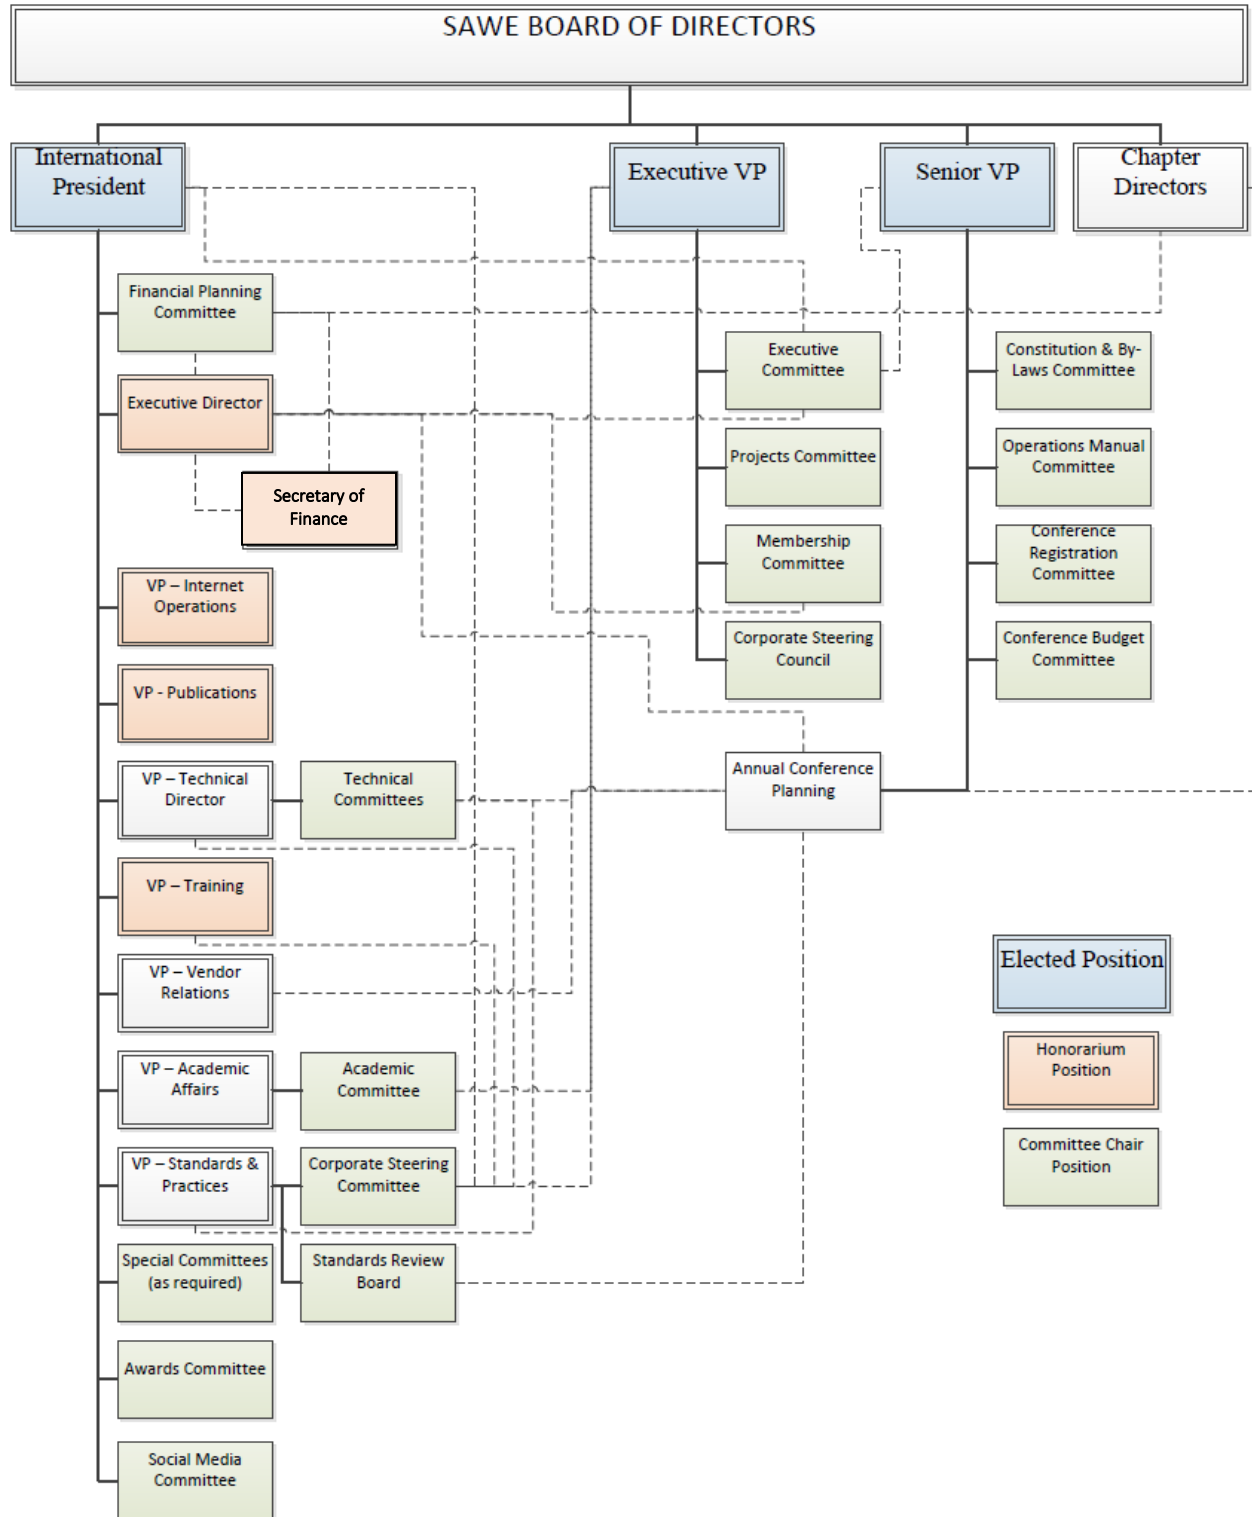 SAWE BOARD OF DIRECTORS
International
President
Executive VP
Senior VP
Chapter
Directors
Financial Planning
Committee
Executive Director
Secretary of
Finance
VP – Internet
Operations
VP - Publications
VP – Technical
Director
Technical
Committees
VP – Training
VP – Vendor
Relations
VP – Academic
Affairs
Academic
Committee
VP – Standards &
Practices
Corporate Steering
Committee
Special Committees
(as required)
Standards Review
Board
Awards Committee
Social Media
Committee
Executive
Committee
Projects Committee
Membership
Committee
Corporate Steering
Council
Annual Conference
Planning
Constitution & By-
Laws Committee
Operations Manual
Committee
Conference
Registration
Committee
Conference Budget
Committee
Elected Position
Honorarium
Position
Committee Chair
Position